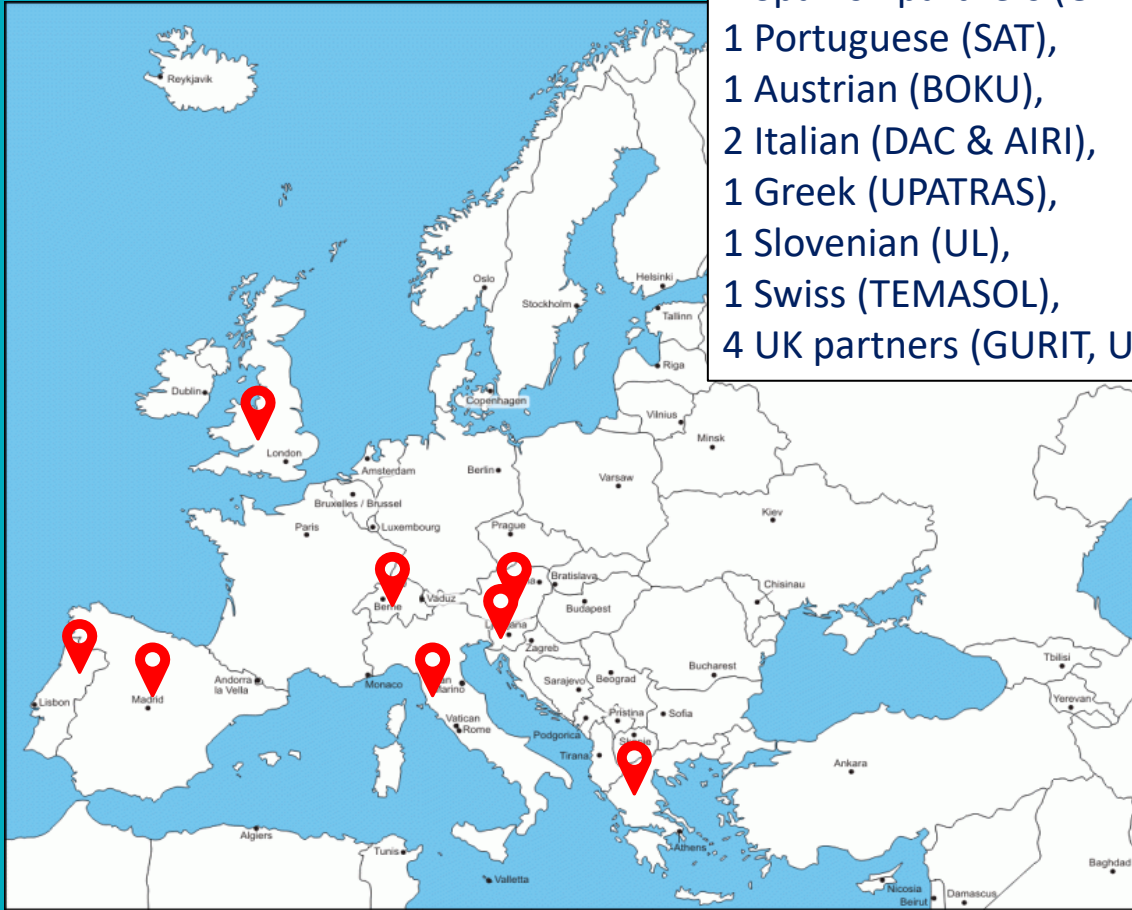 1 Portuguese (SAT),
1 Austrian (BOKU),
2 Italian (DAC & AIRI),
1 Greek (UPATRAS),
1 Slovenian (UL),
1 Swiss (TEMASOL),
4 UK partners (GURIT, U
Reykjavik
Oslo
Helsinki
Stockholm
Tallinn
Riga
Dublin
Copenhagen
Vilnius
Minsk
London
Amsterdam
Berlin
Varsaw
Bruxelles / Brussel
Kiev
Paris
Luxembourg
Prague
Bratislava
Chisinau
Berne
Vaduz
Budapest
Zagreb
Tbilisi
Andorra
la Vella
Monaco
Sarajevo
Beograd
Bucharest
Yerevan
Lisbon
Madrid
Vatican
Rome
Pristina
Sofia
Podgorica
Tirana
Ankara
Algiers
Tunis
Athens
Baghdad
Valletta
Nicosia
Beirut
Damascus